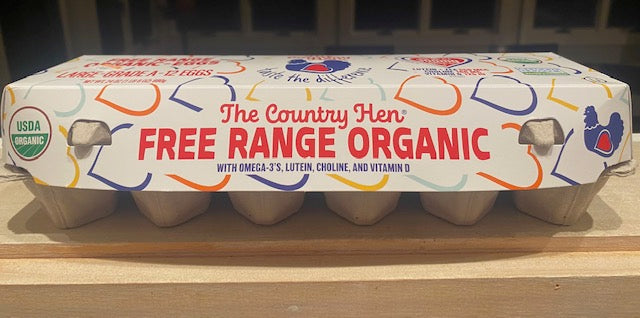 LARGE · GRADE A · 12 EGGS
taste the difference
USDA
ORGANIC
The Country Hen®
FREE RANGE ORGANIC
WITH OMEGA-3'S, LUTEIN, CHOLINE, AND VITAMIN D